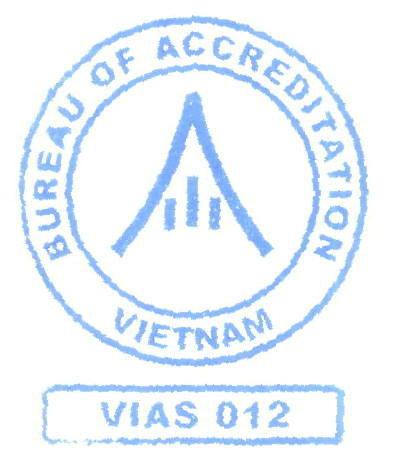 BUREAU OF ACCREDITATION
VIETNAM
VIAS 012